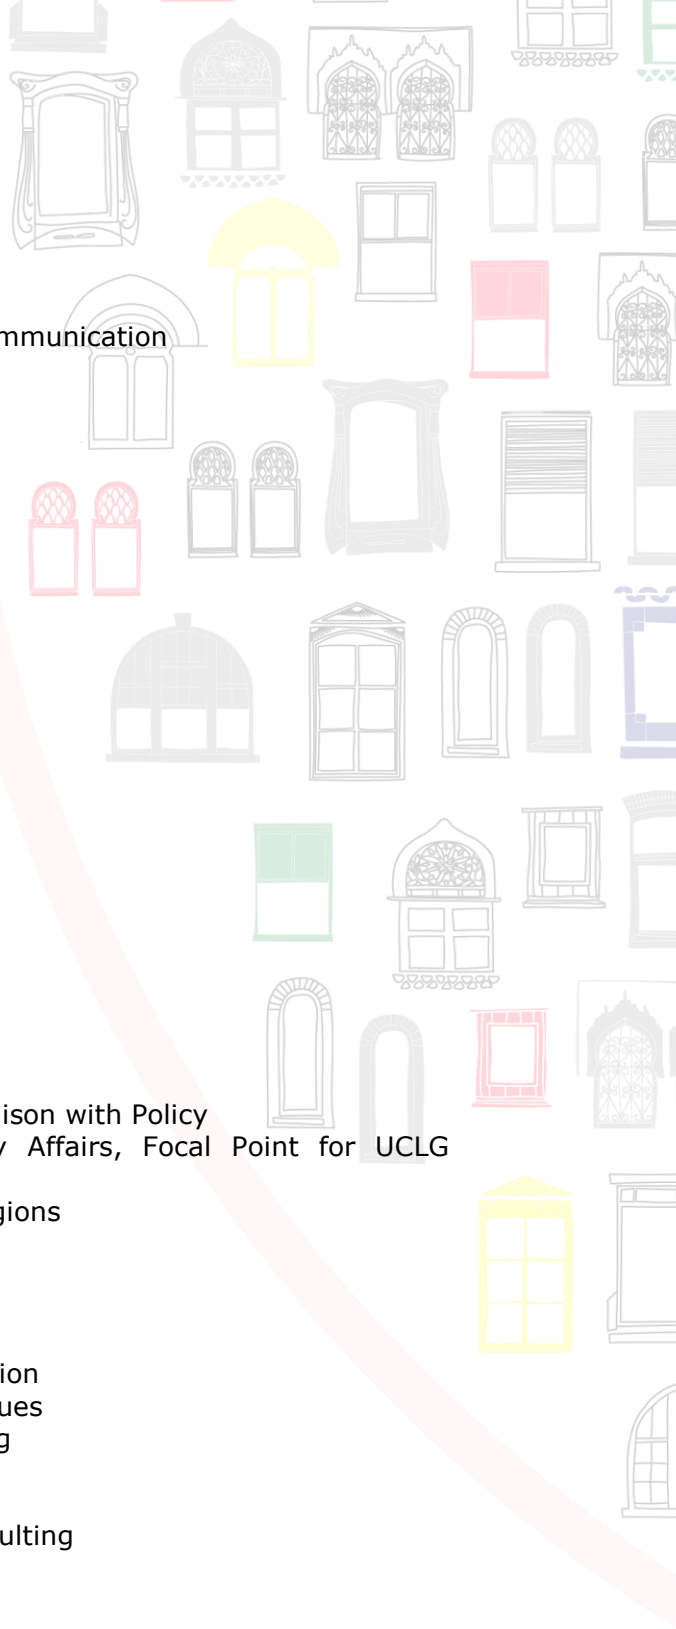 mmunication
ison with Policy
y Affairs, Focal Point for UCLG
gions
ion
ues
g
ulting